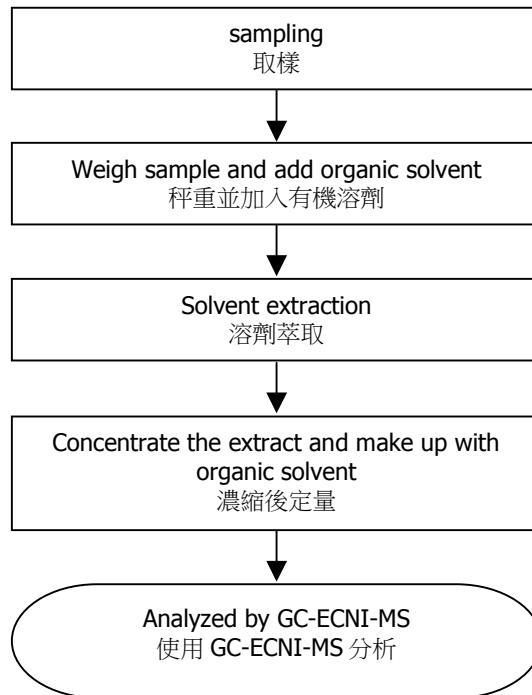 sampling
取樣
Weigh sample and add organic solvent
秤重並加入有機溶劑
Solvent extraction
溶劑萃取
Concentrate the extract and make up with
organic solvent
濃縮後定量
Analyzed by GC-ECNI-MS
使用 GC-ECNI-MS 分析